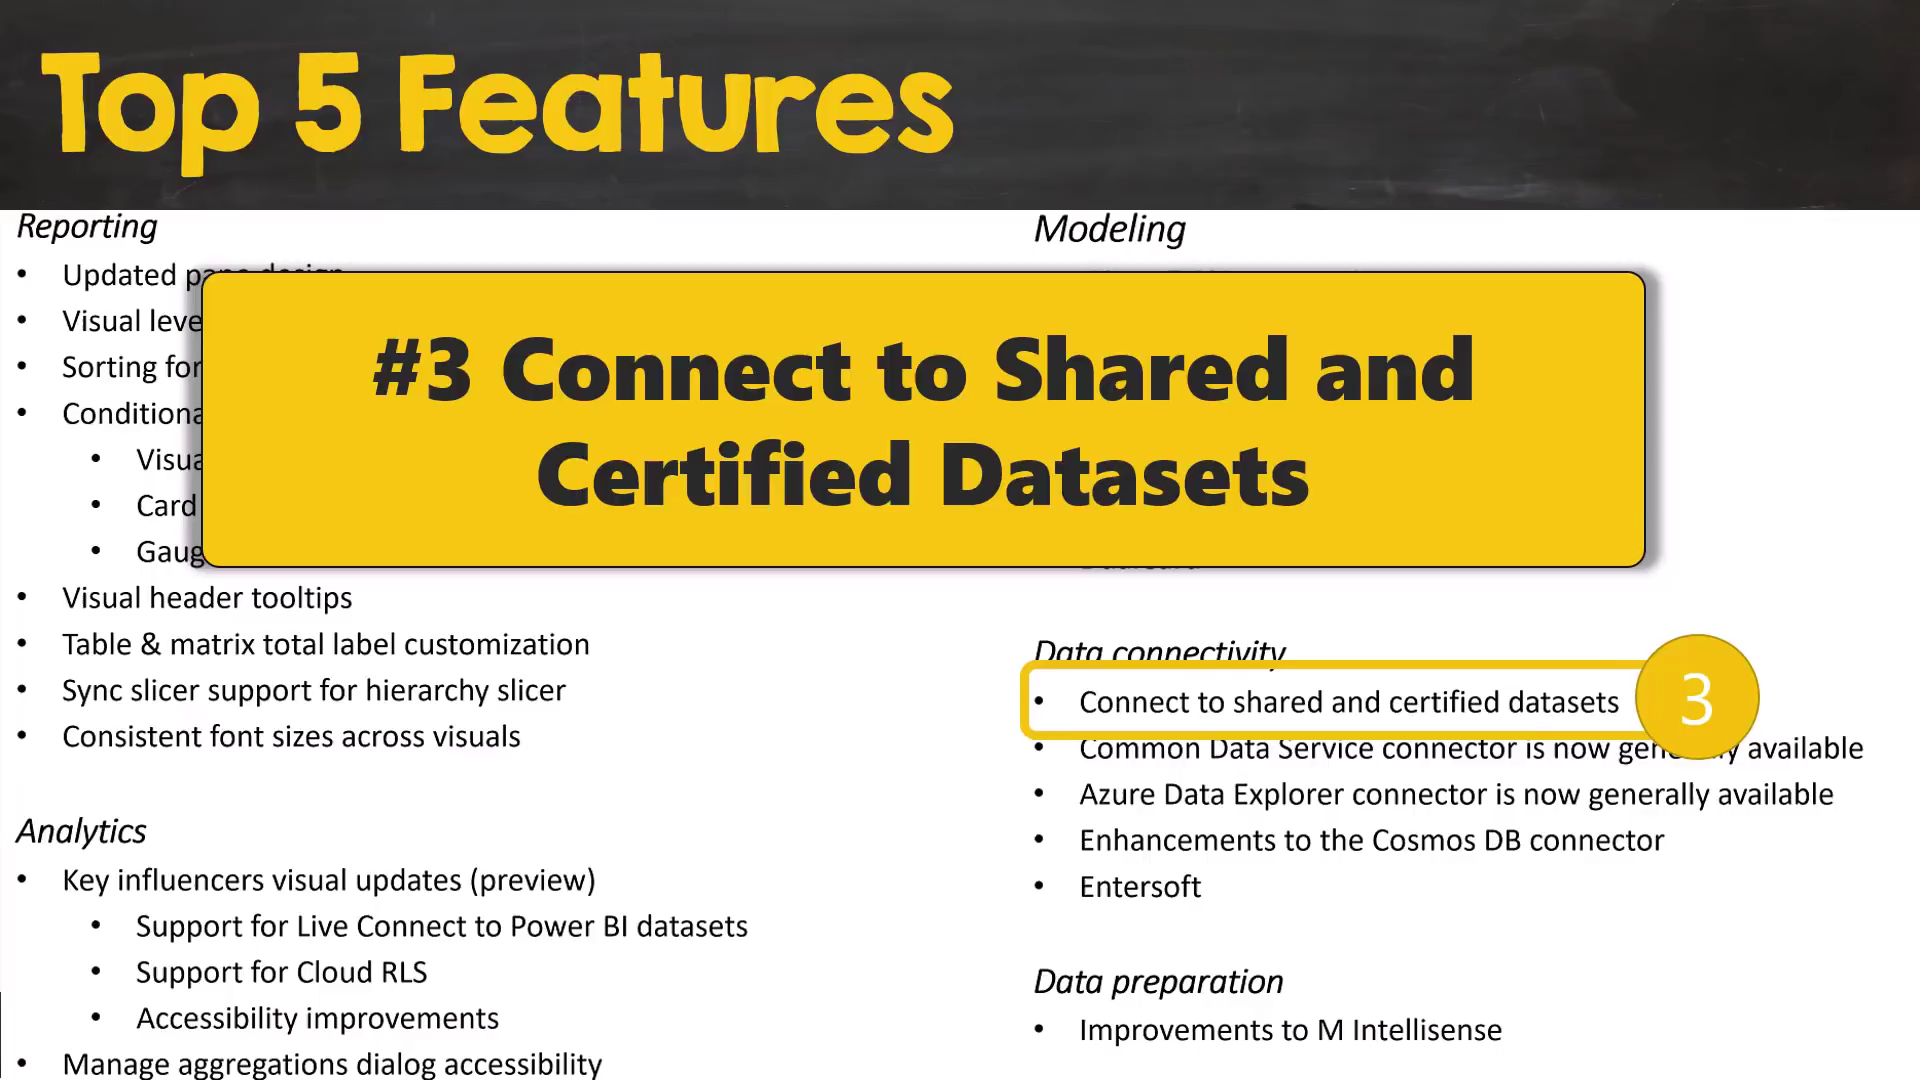 Top 5 Features
Reporting
• Updated
• Visual
• Sorting for
•
•
• Card
•
• Visual header tooltips
• Table & matrix total label customization
• Sync slicer support for hierarchy slicer
• Consistent font sizes across visuals
Analytics
• Key influencers visual updates (preview)
• Support for Live Connect to Power BI datasets
• Support for Cloud RLS
• Accessibility improvements
• Manage aggregations dialog accessibility
#3 Connect to Shared and
Certified Datasets
Modeling
Data connectivity
• Connect to shared and certified datasets
3
• Common Data Service connector is now generally available
• Azure Data Explorer connector is now generally available
• Enhancements to the Cosmos DB connector
• Entersoft
Data preparation
• Improvements to M Intellisense